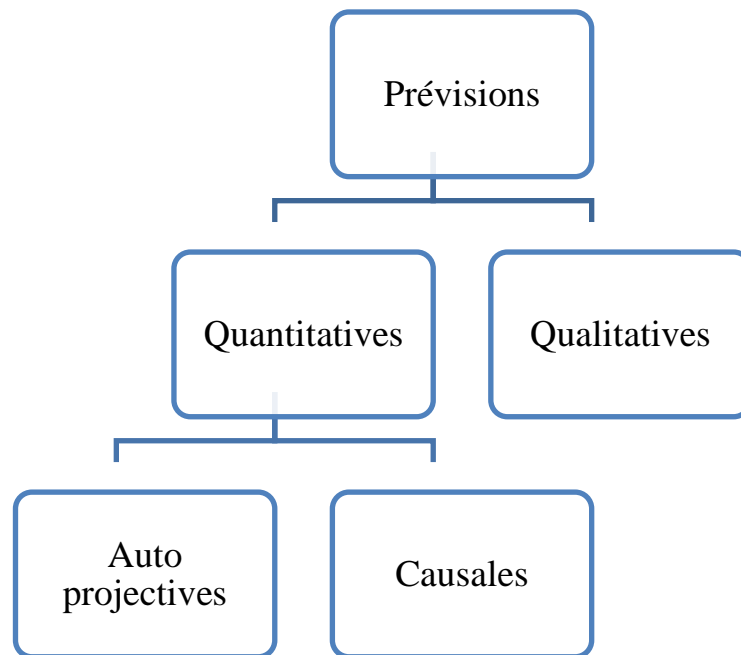 Prévisions
Quantitatives
Qualitatives
Auto
projectives
Causales